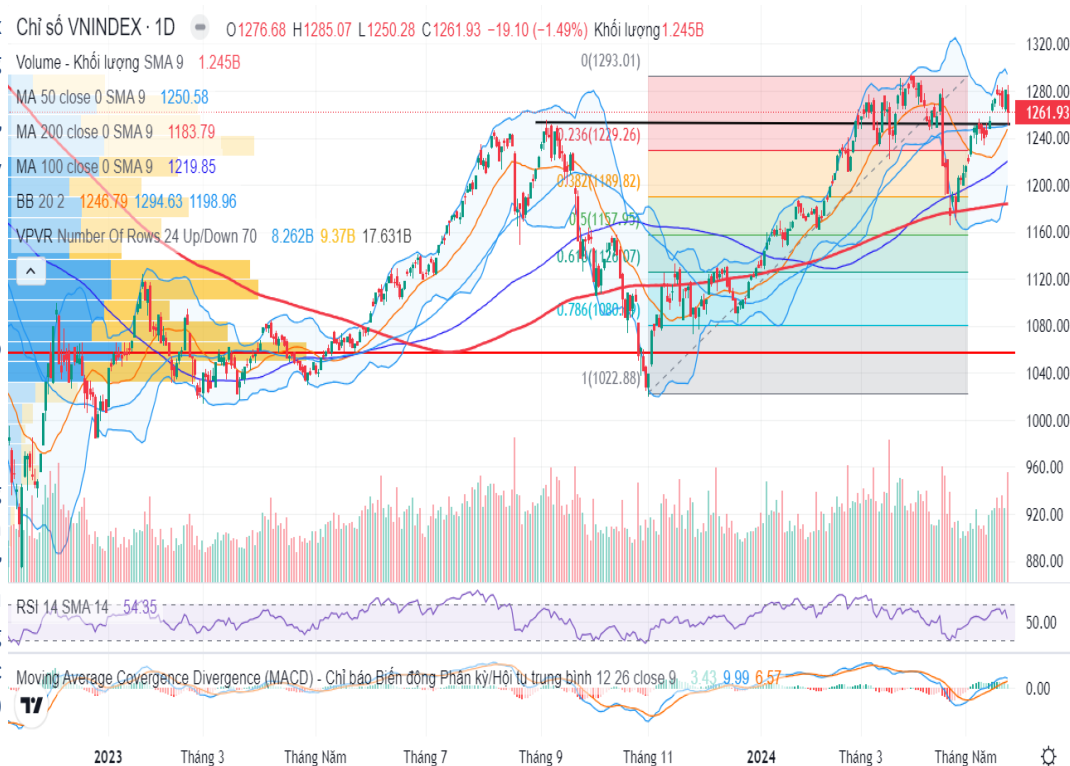 Chỉ số VNINDEX · 1D O1276.68 H1285.07 L1250.28 C1261.93 −19.10 (−1.49%) Khối lượng1.245B
Volume - Khối lượng SMA 9 1.245B
MA 50 close 0 SMA 9 1250.58
MA 200 close 0 SMA 9 1183.79
MA 100 close 0 SMA 9 1219.85
BB 20 2 1246.79 1294.63 1198.96
VPVR Number Of Rows 24 Up/Down 70 8.262B 9.37B 17.631B
0(1293.01)
0.236(1229.26)
0.382(1189.82)
0.5(1157.95)
1(1022.88)
1320.00
1280.00
1261.93
1240.00
1200.00
1160.00
1120.00
1080.00
1040.00
1000.00
960.00
920.00
880.00
RSI 14 SMA 14 54.35
50.00
Moving Average Covergence Divergence (MACD) - Chỉ báo Biến động Phân kỳ/Hội tụ trung bình 12 26 close 9 3.43 9.99 6.57
0.00
2023 Tháng 3 Tháng Năm Tháng 7 Tháng 9 Tháng 11 2024 Tháng 3 Tháng Năm